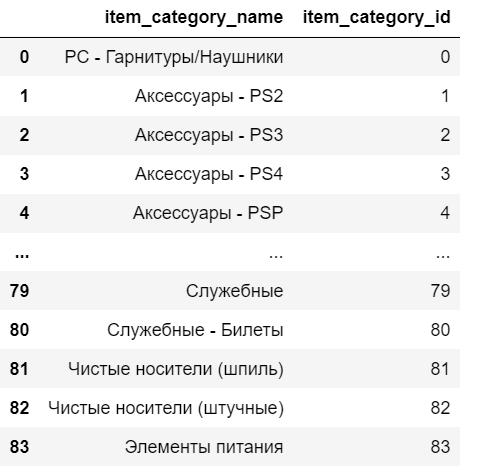 item_category_name item_category_id
0 PC - Гарнитуры/Наушники 0
1 Аксессуары - PS2 1
2 Аксессуары - PS3 2
3 Аксессуары - PS4 3
4 Аксессуары - PSP 4
... ... ...
79 Служебные 79
80 Служебные - Билеты 80
81 Чистые носители (шпиль) 81
82 Чистые носители (штучные) 82
83 Элементы питания 83